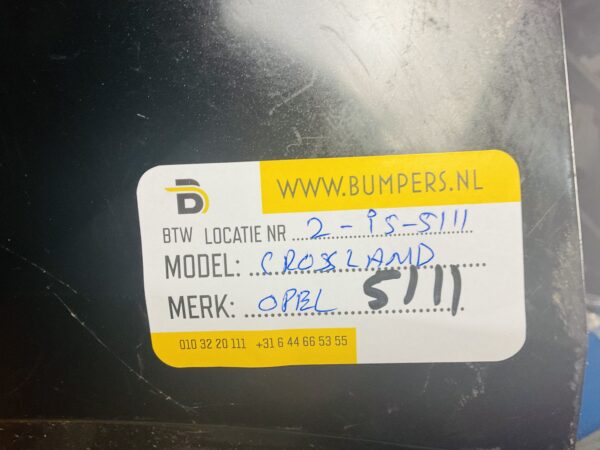 WWW.BUMPERS.NL
BTW LOCATIE NR 2-is-5111
MODEL: CROSSLAND
MERK: OPEL 5111
010 32 20 111 +31 6 44 66 53 55